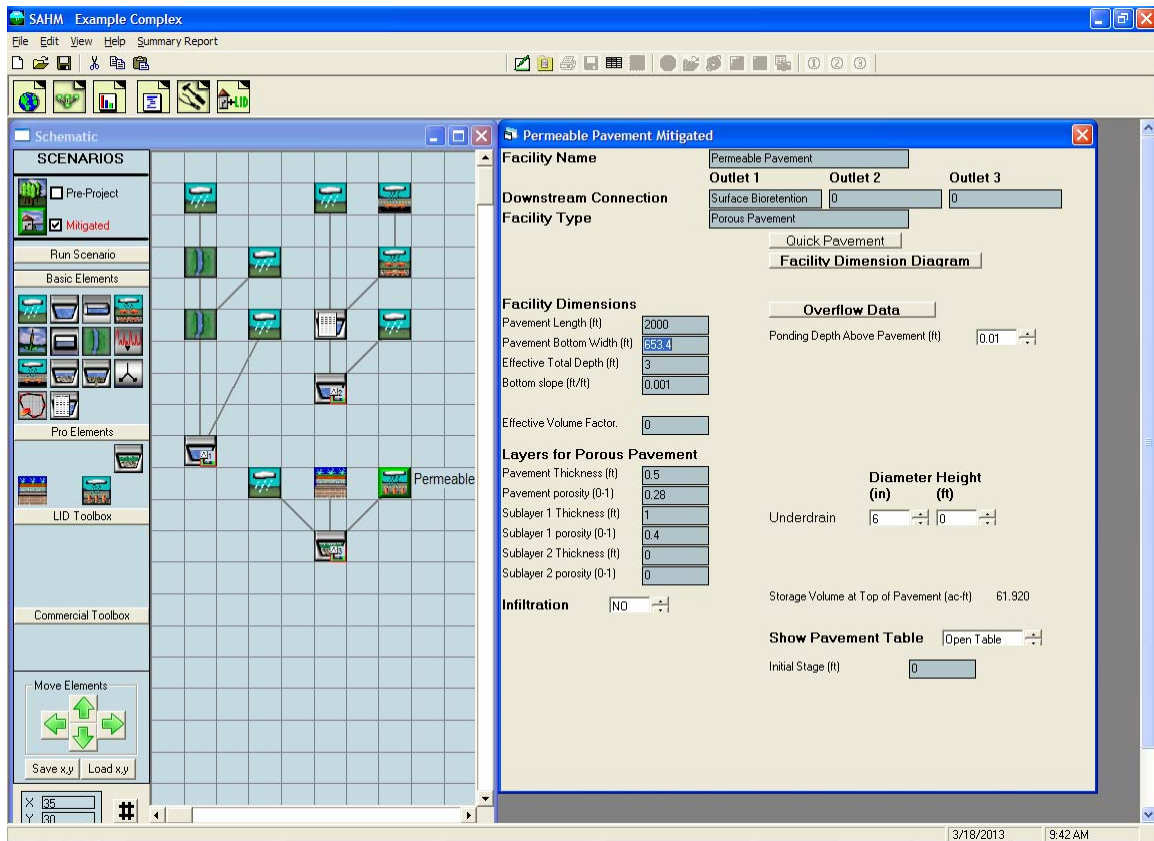 SAHM Example Complex
File Edit View Help Summary Report
Schematic
SCENARIOS
Pre-Project
Mitigated
Run Scenario
Basic Elements
Pro Elements
LID Toolbox
Commercial Toolbox
Move Elements
Save x,y Load x,y
X 35
Y 30
#
Permeable
Permeable Pavement Mitigated
Facility Name Permeable Pavement
Outlet 1 Outlet 2 Outlet 3
Downstream Connection Surface Bioretention 0 0
Facility Type Porous Pavement
Quick Pavement
Facility Dimension Diagram
Facility Dimensions
Overflow Data
Pavement Length (ft) 2000
Ponding Depth Above Pavement (ft) 0.01
Pavement Bottom Width (ft) 653.4
Effective Total Depth (ft) 3
Bottom slope (ft/ft) 0.001
Effective Volume Factor. 0
Layers for Porous Pavement
Pavement Thickness (ft) 0.5
Pavement porosity (0-1) 0.28
Sublayer 1 Thickness (ft) 1
Sublayer 1 porosity (0-1) 0.4
Sublayer 2 Thickness (ft) 0
Sublayer 2 porosity (0-1) 0
Diameter Height
(in) (ft)
Underdrain 6 0
Infiltration NO
Storage Volume at Top of Pavement (ac-ft) 61.920
Show Pavement Table Open Table
Initial Stage (ft) 0
3/18/2013 9:42 AM